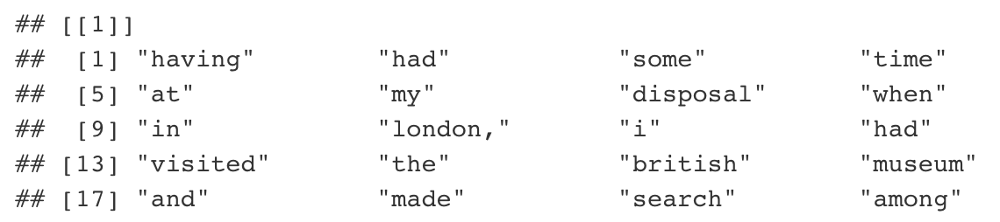 ## [[1]]
##  [1] "having"         "had"            "some"           "time"
##  [5] "at"             "my"             "disposal"       "when"
##  [9] "in"             "london,"        "i"              "had"
## [13] "visited"        "the"            "british"        "museum"
## [17] "and"            "made"           "search"         "among"